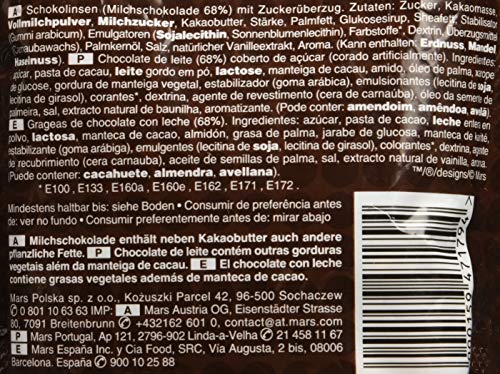 A Schokolinsen (Milchschokolade 68%) mit Überzug. Zutaten: Zucker, Kakaomasse,
Vollmilchpulver, Milchzucker, Kakaobutter, Stärke, Palmfett, Glukosesirup, Sheafett, Stabilisator
(Gummi arabicum), Emulgatoren (Sojalecithin, Sonnenblumenlecithin), Farbstoffe*, Dextrin, Überzugsmittel
(Carnaubawachs), Palmkernöl, Salz, natürlicher Vanilleextrakt, Aroma. (Kann enthalten: Erdnuss, Mandel,
Haselnuss). P Chocolate de leite (68%) coberto de açúcar (corado artificialmente). Ingredientes:
açúcar, pasta de cacau, leite gordo em pó, lactose, manteiga de cacau, amido, óleo de palma, xarope
de glucose, gordura de manteiga vegetal, estabilizante (goma arábica), emulsionantes (lecitina de soja,
lecitina de girasol), corantes*, dextrina, agente de revestimento (cera de carnaúba), óleo da semente de
palmeira, sal, extrato natural de baunilha, aromatizante. (Pode conter: amendoim, amêndoa, avelã).
E Grageas de chocolate con leche (68%). Ingredientes: azúcar, pasta de cacao, leche entera en
polvo, lactosa, manteca de cacao, almidón, grasa de palma, jarabe de glucosa, manteca de karité,
estabilizante (goma arábiga), emulgentes (lecitina de soja, lecitina de girasol), colorantes*, dextrina, agente
de recubrimiento (cera de carnauba), aceite de semillas de palma, sal, extracto natural de vainilla, aroma.
(Puede contener: cacahuete, almendra, avellana).
*E100, E133, E160a, E160e, E162, E171, E172.
™/®/designs/© Mars
Mindestens haltbar bis: siehe Boden • Consumir de preferência antes
de: ver no fundo • Consumir preferentemente antes de: mirar abajo
A Milchschokolade enthält neben Kakaobutter auch andere
pflanzliche Fette. P Chocolate de leite contém outras gorduras
vegetais além da manteiga de cacau. E El chocolate con leche
contiene grasas vegetales además de manteca de cacao.
Mars Polska sp. z o.o., Kożuszki Parcel 42, 96-500 Sochaczew
0 801 10 63 63 IMP: A Mars Austria OG, Eisenstädter Strasse
80, 7091 Breitenbrunn +432162 601 0, contact@at.mars.com.
P Mars Portugal, Ap 1211, 2796-902 Linda-a-Velha 21 458 11 67
E Mars España Inc. y Cia Food, SRC, Vía Augusta, 2 bis, 08006
Barcelona. España 900 10 25 88